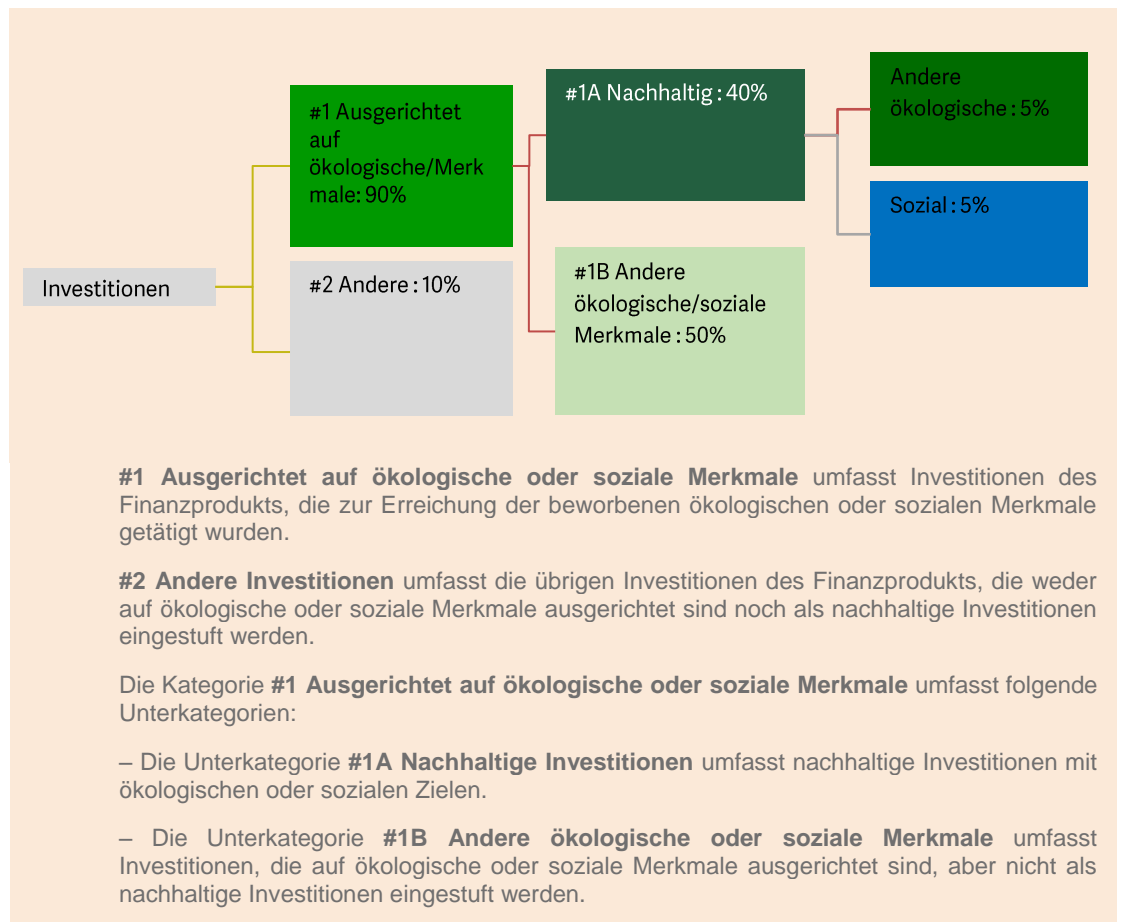 Investitionen
#1 Ausgerichtet
auf
ökologische/Merk
male: 90%
#2 Andere : 10%
#1A Nachhaltig : 40%
#1B Andere
ökologische/soziale
Merkmale : 50%
Andere
ökologische : 5%
Sozial : 5%
#1 Ausgerichtet auf ökologische oder soziale Merkmale umfasst Investitionen des
Finanzprodukts, die zur Erreichung der beworbenen ökologischen oder sozialen Merkmale
getätigt wurden.
#2 Andere Investitionen umfasst die übrigen Investitionen des Finanzprodukts, die weder
auf ökologische oder soziale Merkmale ausgerichtet sind noch als nachhaltige Investitionen
eingestuft werden.
Die Kategorie #1 Ausgerichtet auf ökologische oder soziale Merkmale umfasst folgende
Unterkategorien:
– Die Unterkategorie #1A Nachhaltige Investitionen umfasst nachhaltige Investitionen mit
ökologischen oder sozialen Zielen.
– Die Unterkategorie #1B Andere ökologische oder soziale Merkmale umfasst
Investitionen, die auf ökologische oder soziale Merkmale ausgerichtet sind, aber nicht als
nachhaltige Investitionen eingestuft werden.